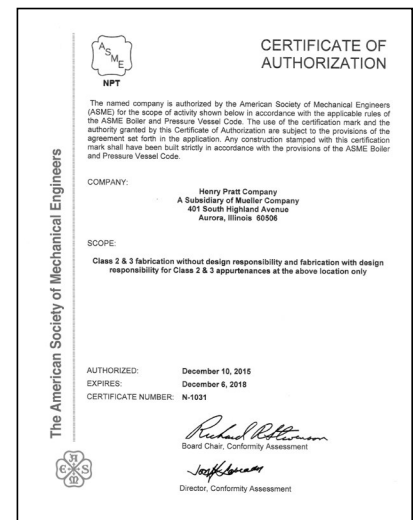 ASME
NPT
CERTIFICATE OF
AUTHORIZATION
The named company is authorized by the American Society of Mechanical Engineers
(ASME) for the scope of activity shown below in accordance with the applicable rules of
the ASME Boiler and Pressure Vessel Code. The use of the certification mark and the
authority granted by this Certificate of Authorization are subject to the provisions of the
agreement set forth in the application. Any construction stamped with this certification
mark shall have been built strictly in accordance with the provisions of the ASME Boiler
and Pressure Vessel Code.
COMPANY:
Henry Pratt Company
A Subsidiary of Mueller Company
401 South Highland Avenue
Aurora, Illinois 60506
SCOPE:
Class 2 & 3 fabrication without design responsibility and fabrication with design
responsibility for Class 2 & 3 appurtenances at the above location only
AUTHORIZED: December 10, 2015
EXPIRES: December 6, 2018
CERTIFICATE NUMBER: N-1031
Board Chair, Conformity Assessment
Director, Conformity Assessment
The American Society of Mechanical Engineers